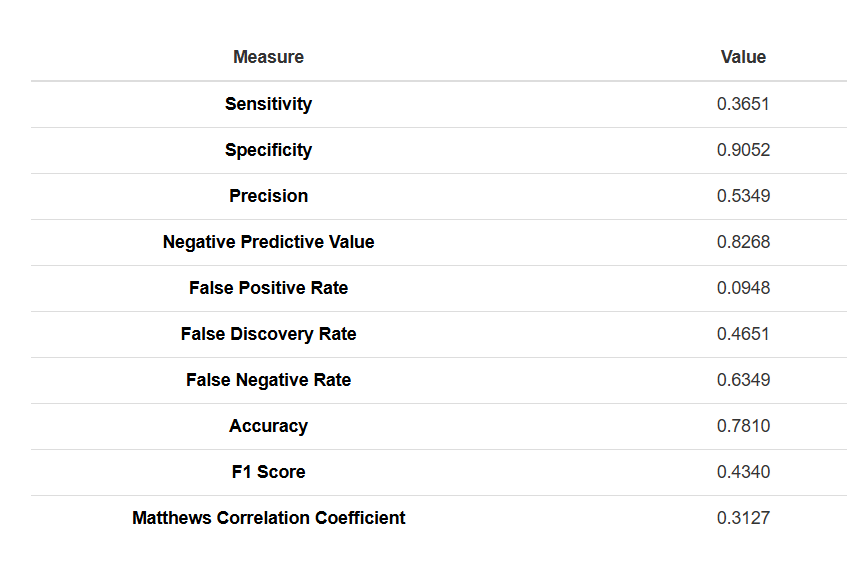 Measure Value
Sensitivity 0.3651
Specificity 0.9052
Precision 0.5349
Negative Predictive Value 0.8268
False Positive Rate 0.0948
False Discovery Rate 0.4651
False Negative Rate 0.6349
Accuracy 0.7810
F1 Score 0.4340
Matthews Correlation Coefficient 0.3127